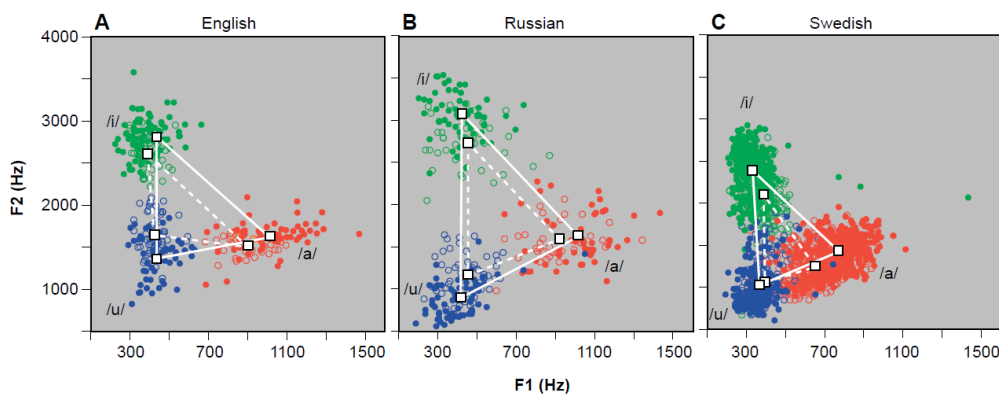 A English
B Russian
C Swedish
4000
3000
2000
1000
F2 (Hz)
/i/
/a/
/u/
/i/
/a/
/u/
/i/
/a/
/u/
300 700 1100 1500
300 700 1100 1500
300 700 1100 1500
F1 (Hz)